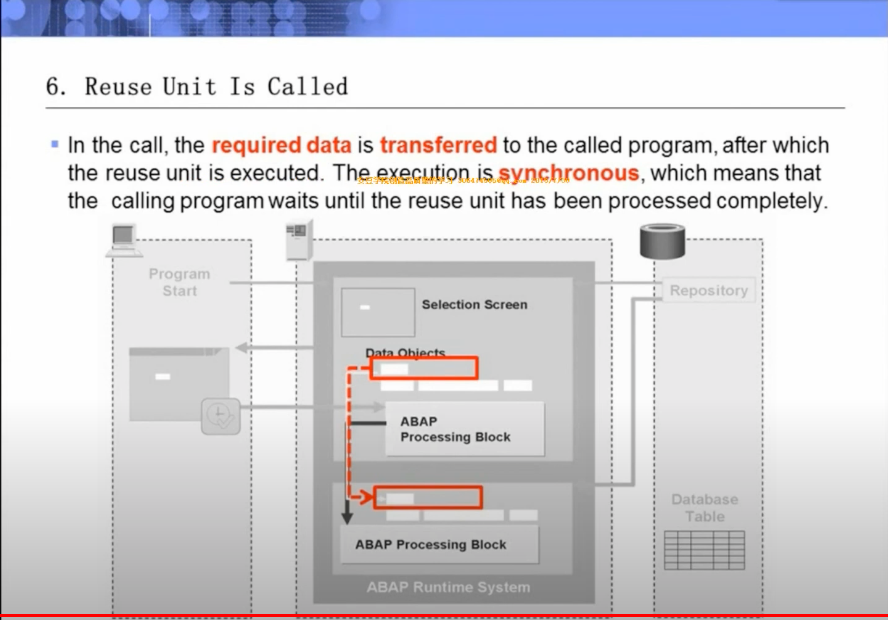 6. Reuse Unit Is Called
In the call, the required data is transferred to the called program, after which
the reuse unit is executed. The execution is synchronous, which means that
the calling program waits until the reuse unit has been processed completely.
Program
Start
Selection Screen
Repository
Data Objects
ABAP
Processing Block
Database
Table
ABAP Processing Block
ABAP Runtime System